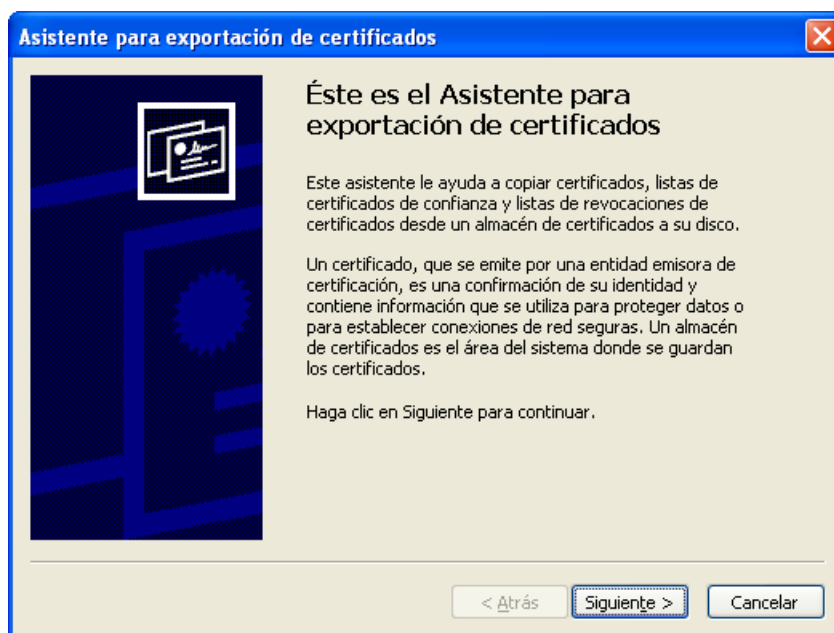 Asistente para exportación de certificados
Éste es el Asistente para
exportación de certificados
Este asistente le ayuda a copiar certificados, listas de
certificados de confianza y listas de revocaciones de
certificados desde un almacén de certificados a su disco.
Un certificado, que se emite por una entidad emisora de
certificación, es una confirmación de su identidad y
contiene información que se utiliza para proteger datos o
para establecer conexiones de red seguras. Un almacén
de certificados es el área del sistema donde se guardan
los certificados.
Haga clic en Siguiente para continuar.
< Atrás Siguiente > Cancelar